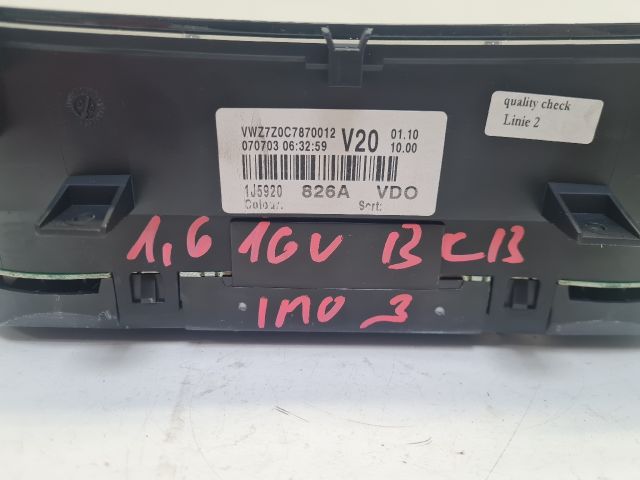 VWZ7Z0C7870012 V20 01.10
070703 06:32:59 10.00
1J5920 826A VDO
Colour: Sort:
quality check
Linie 2
1,6 16V BCB
IMO 3